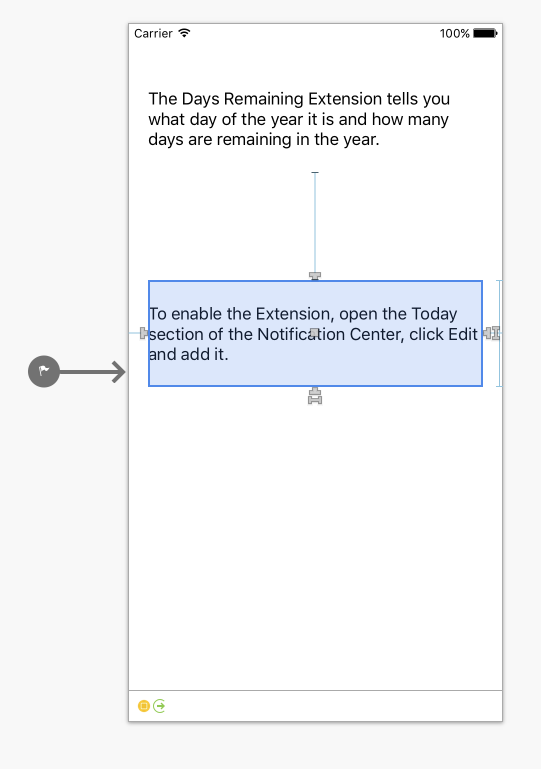 Carrier 100%
The Days Remaining Extension tells you
what day of the year it is and how many
days are remaining in the year.
To enable the Extension, open the Today
section of the Notification Center, click Edit
and add it.